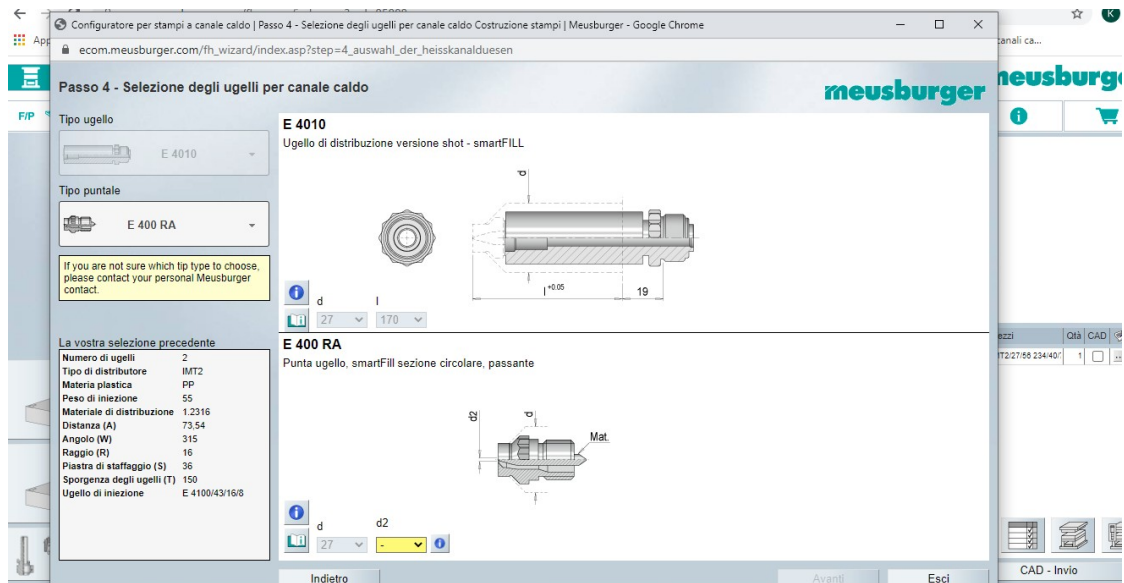 Configuratore per stampi a canale caldo | Passo 4 - Selezione degli ugelli per canale caldo Costruzione stampi | Meusburger - Google Chrome
K
App
ecom.meusburger.com/fh_wizard/index.asp?step=4_auswahl_der_heisskanalduesen
canali ca...
Passo 4 - Selezione degli ugelli per canale caldo
meusburger
F/P
Tipo ugello
E 4010
Tipo puntale
E 400 RA
If you are not sure which tip type to choose,
please contact your personal Meusburger
contact.
La vostra selezione precedente
Numero di ugelli 2
Tipo di distributore IMT2
Materia plastica PP
Peso di iniezione 55
Materiale di distribuzione 1.2316
Distanza (A) 73,54
Angolo (W) 315
Raggio (R) 16
Piastra di staffaggio (S) 36
Sporgenza degli ugelli (T) 150
Ugello di iniezione E 4100/43/16/8
E 4010
Ugello di distribuzione versione shot - smartFILL
d
l +0.05
19
d l
27 170
E 400 RA
Punta ugello, smartFill sezione circolare, passante
d2 d
Mat.
d d2
27 -
Indietro
Avanti
Esci
meusburg
ezzi Qtà CAD
MT2/27/56 234/40/ 1 ...
CAD - Invio